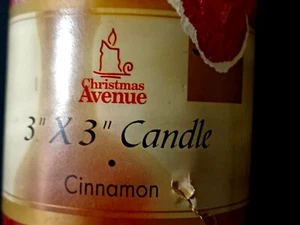 Christmas
Avenue
3" X 3" Candle
• Cinnamon